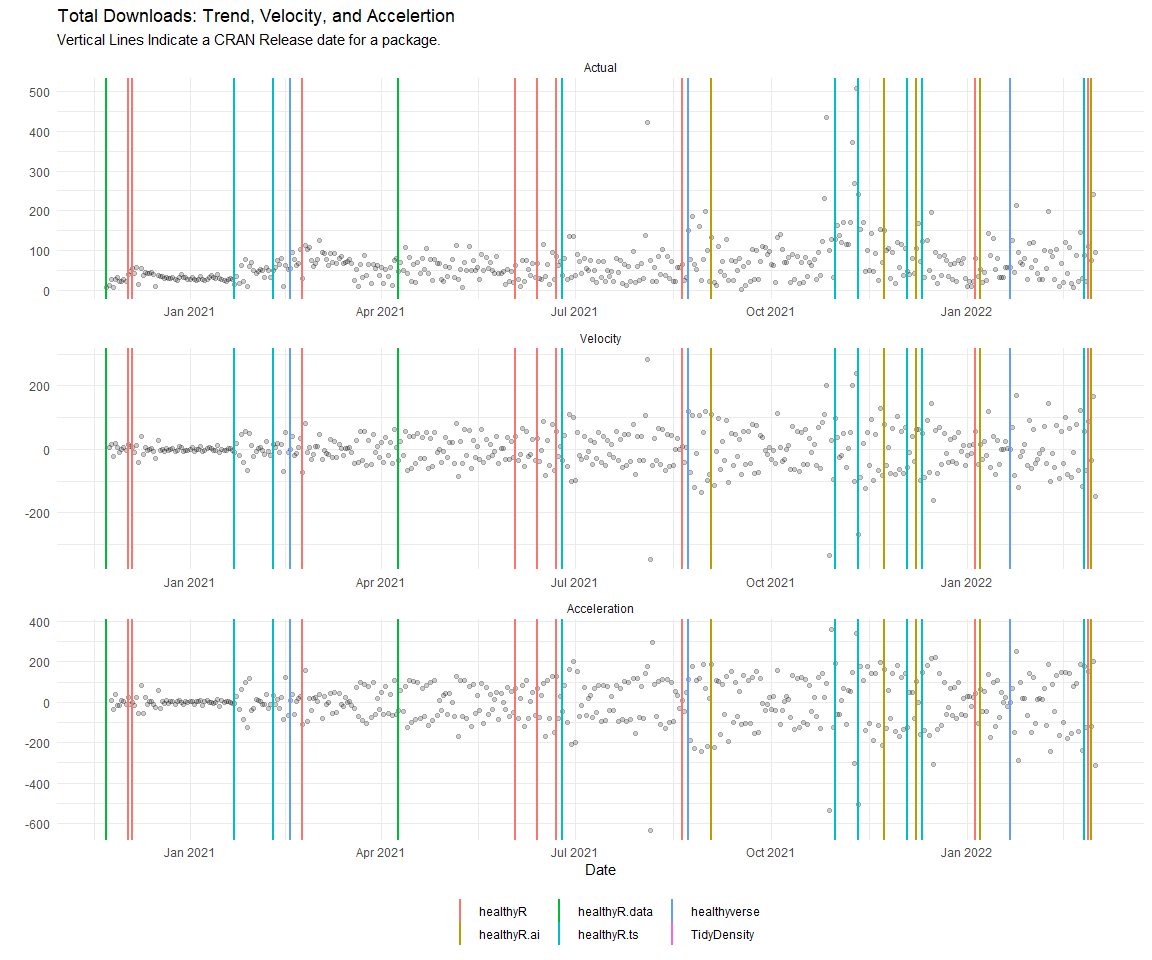 Total Downloads: Trend, Velocity, and Accelertion
Vertical Lines Indicate a CRAN Release date for a package.
Actual
500
400
300
200
100
0
Jan 2021 Apr 2021 Jul 2021 Oct 2021 Jan 2022
Velocity
200
0
-200
Jan 2021 Apr 2021 Jul 2021 Oct 2021 Jan 2022
Acceleration
400
200
0
-200
-400
-600
Jan 2021 Apr 2021 Jul 2021 Oct 2021 Jan 2022
Date
healthyR healthyR.data healthyverse
healthyR.ai healthyR.ts TidyDensity